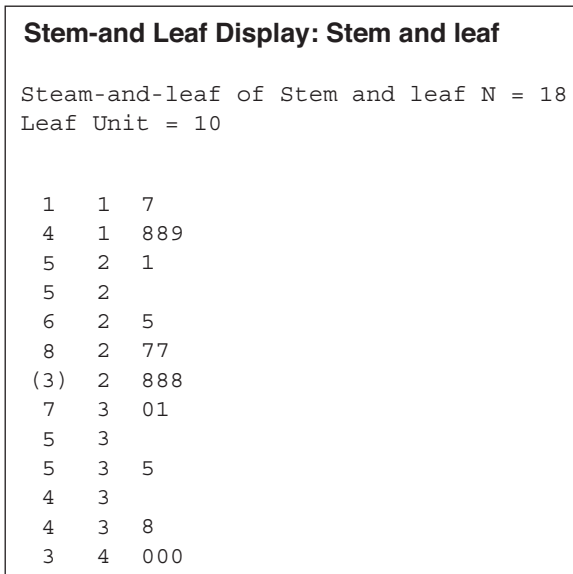 Stem-and Leaf Display: Stem and leaf
Steam-and-leaf of Stem and leaf N = 18
Leaf Unit = 10
1 1 7
4 1 889
5 2 1
5 2
6 2 5
8 2 77
(3) 2 888
7 3 01
5 3
5 3 5
4 3
4 3 8
3 4 000